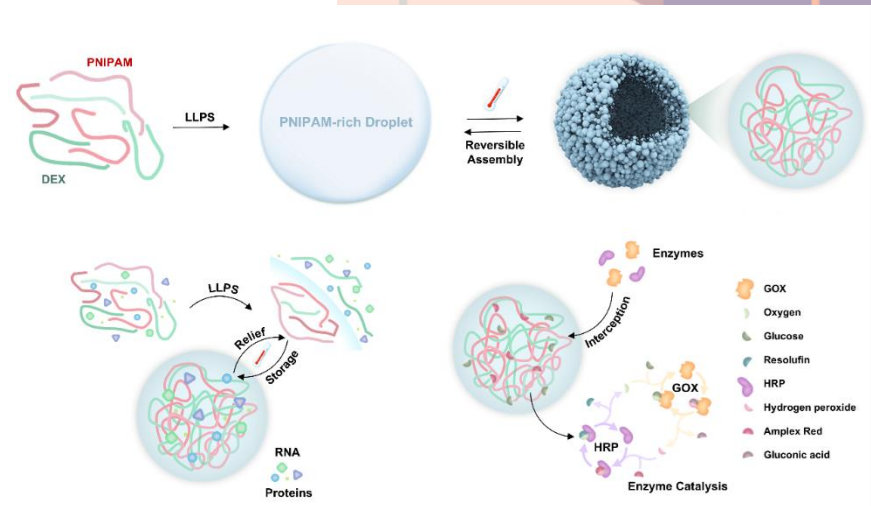 PNIPAM
LLPS
DEX
PNIPAM-rich Droplet
Reversible
Assembly
LLPS
Relief
Storage
RNA
Proteins
Enzymes
Interception
GOX
HRP
Enzyme Catalysis
GOX
Oxygen
Glucose
Resolufin
HRP
Hydrogen peroxide
Amplex Red
Gluconic acid